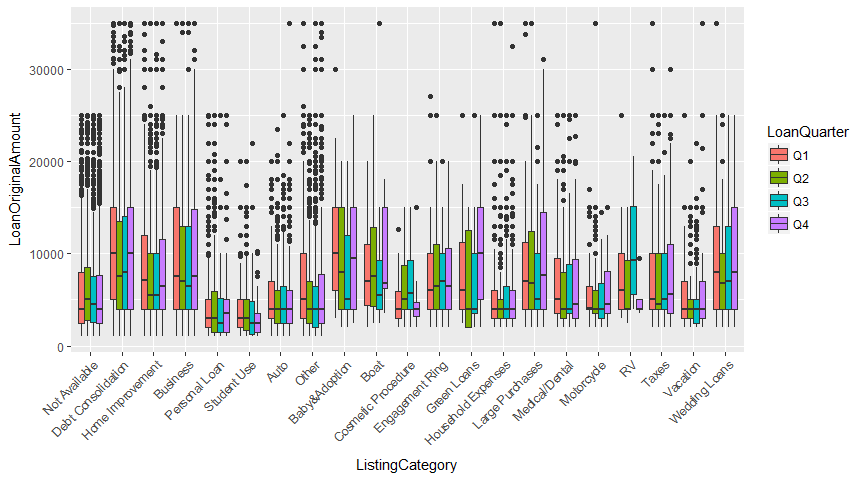 LoanOriginalAmount
30000
20000
10000
0
Not Available
Debt Consolidation
Home Improvement
Business
Personal Loan
Student Use
Auto
Other
Baby&Adoption
Boat
Cosmetic Procedure
Engagement Ring
Green Loans
Household Expenses
Large Purchases
Medical/Dental
Motorcycle
RV
Taxes
Vacation
Wedding Loans
ListingCategory
LoanQuarter
Q1
Q2
Q3
Q4